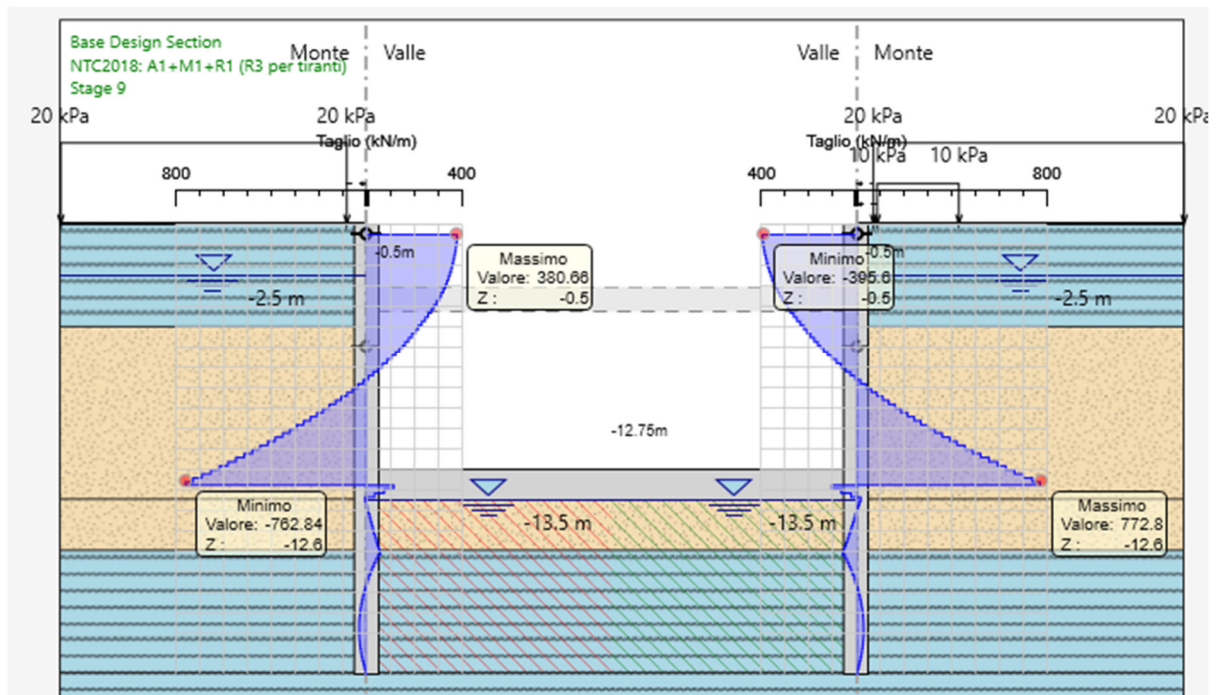 Base Design Section
NTC2018: A1+M1+R1 (R3 per tiranti)
Stage 9
Monte
Valle
Valle
Monte
20 kPa
20 kPa
20 kPa
20 kPa
Taglio (kN/m)
Taglio (kN/m)
10 kPa
10 kPa
800
400
400
800
-0.5m
-0.5m
Massimo
Valore: 380.66
Z : -0.5
Minimo
Valore: -395.6
Z : -0.5
-2.5 m
-2.5 m
-12.75m
Minimo
Valore: -762.84
Z : -12.6
-13.5 m
-13.5 m
Massimo
Valore: 772.8
Z : -12.6